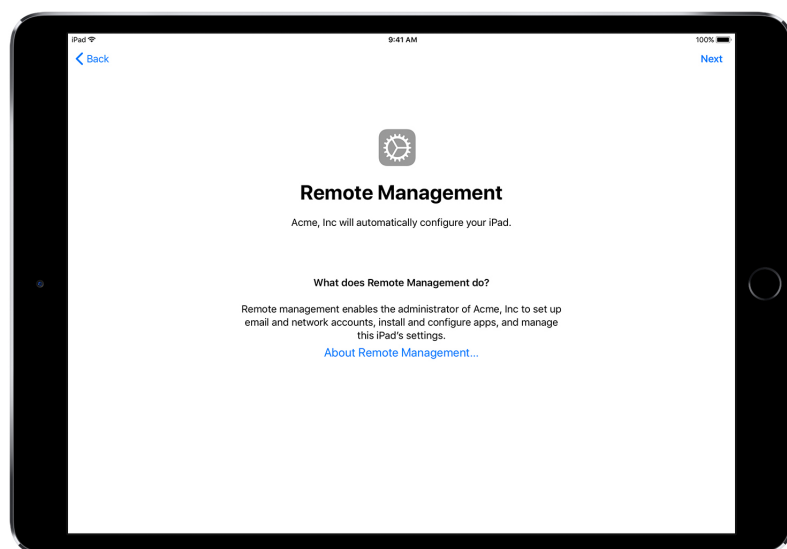 iPad 9:41 AM 100%
Back Next
Remote Management
Acme, Inc will automatically configure your iPad.
What does Remote Management do?
Remote management enables the administrator of Acme, Inc to set up
email and network accounts, install and configure apps, and manage
this iPad's settings.
About Remote Management...